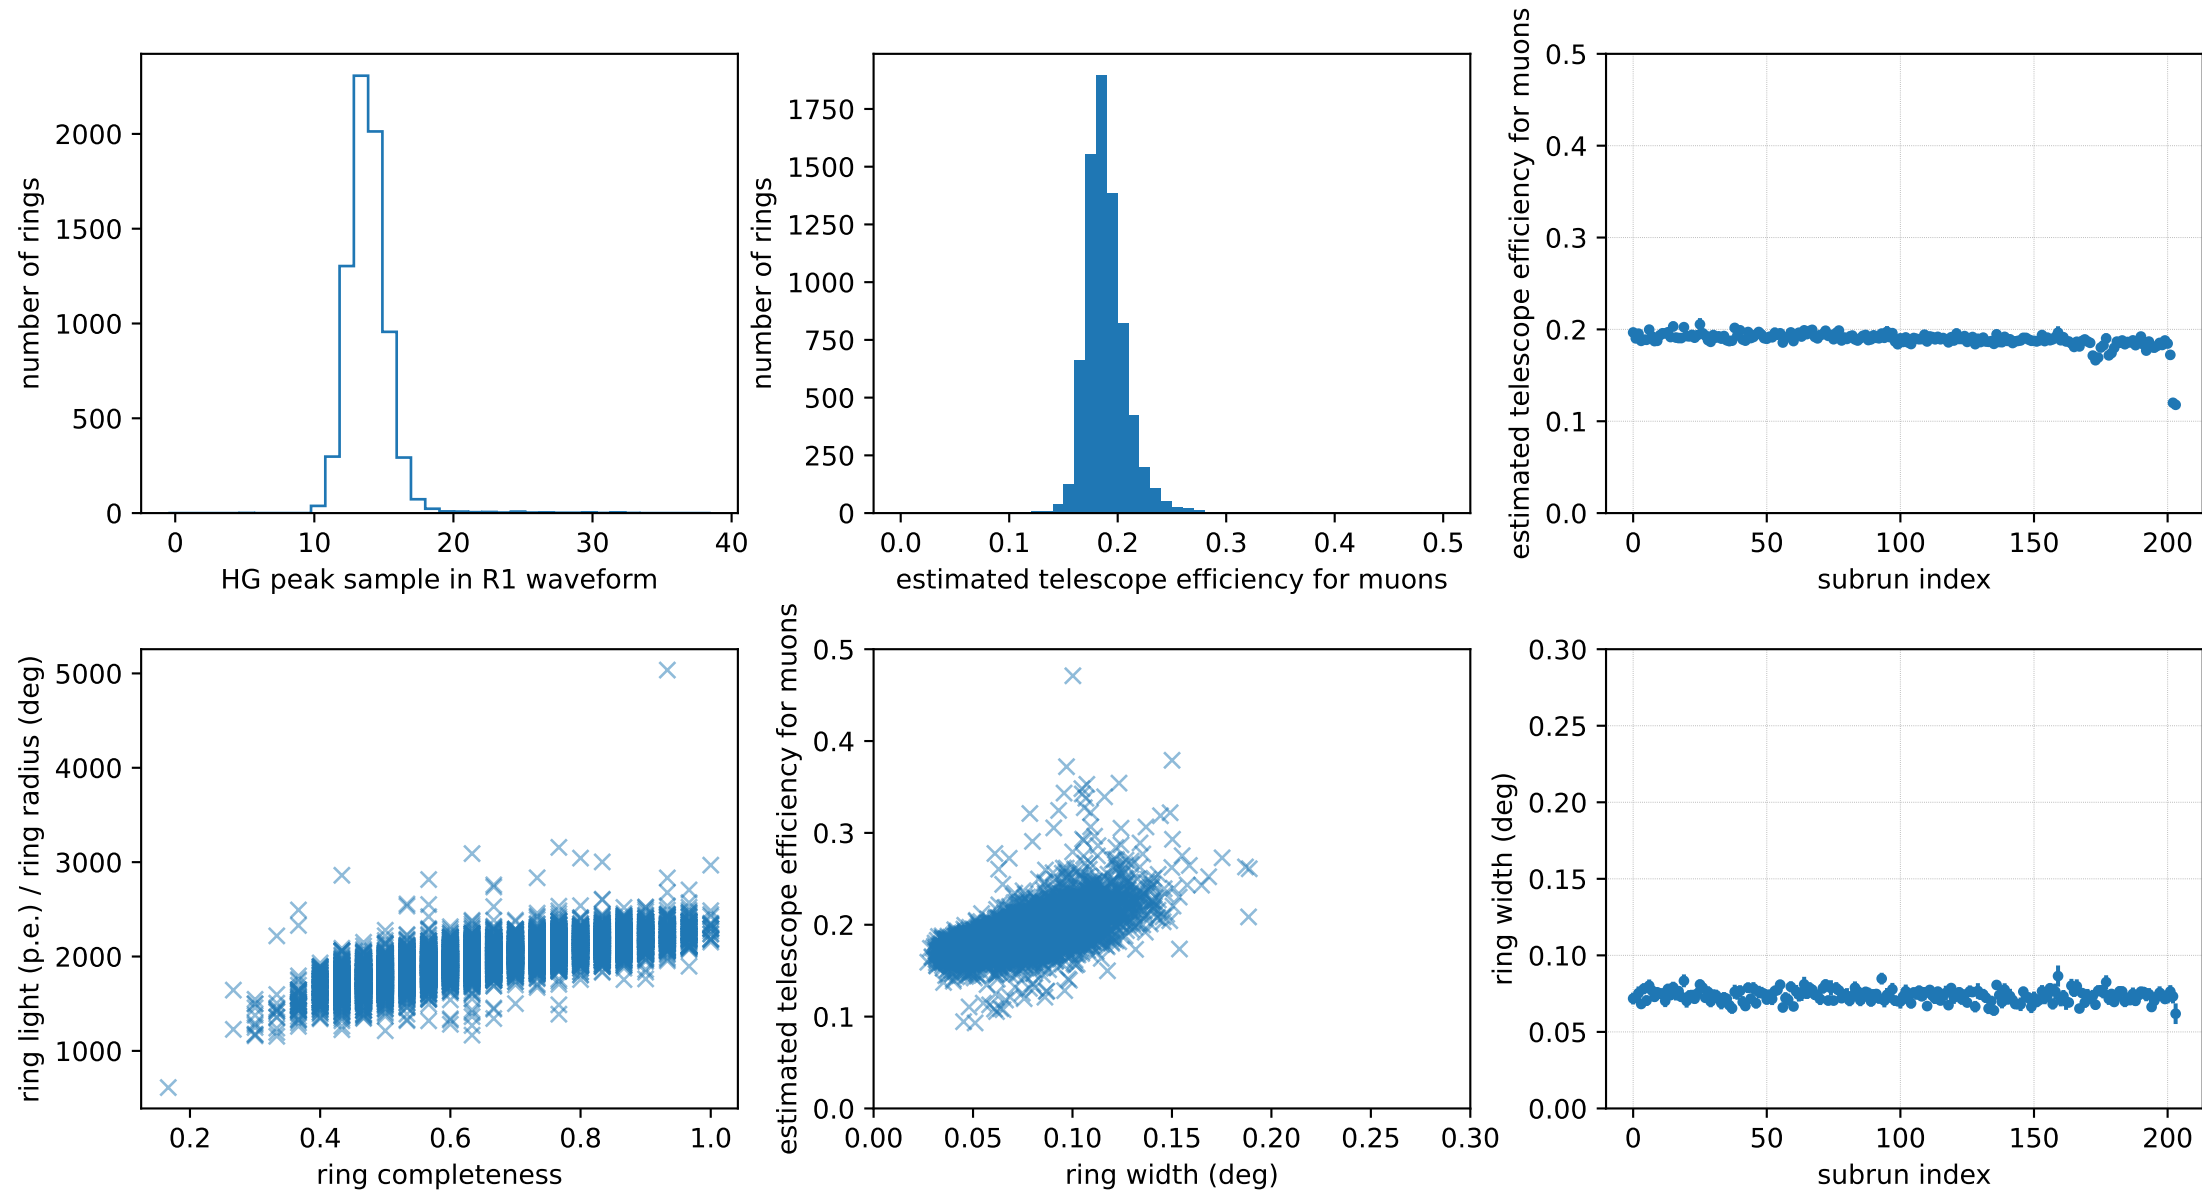 number of rings
2000
1500
1000
500
0
0 10 20 30 40
HG peak sample in R1 waveform
number of rings
1750
1500
1250
1000
750
500
250
0
0.0 0.1 0.2 0.3 0.4 0.5
estimated telescope efficiency for muons
estimated telescope efficiency for muons
0.5
0.4
0.3
0.2
0.1
0.0
0 50 100 150 200
subrun index
ring light (p.e.) / ring radius (deg)
5000
4000
3000
2000
1000
0.2 0.4 0.6 0.8 1.0
ring completeness
estimated telescope efficiency for muons
0.5
0.4
0.3
0.2
0.1
0.0
0.00 0.05 0.10 0.15 0.20 0.25 0.30
ring width (deg)
ring width (deg)
0.30
0.25
0.20
0.15
0.10
0.05
0.00
0 50 100 150 200
subrun index